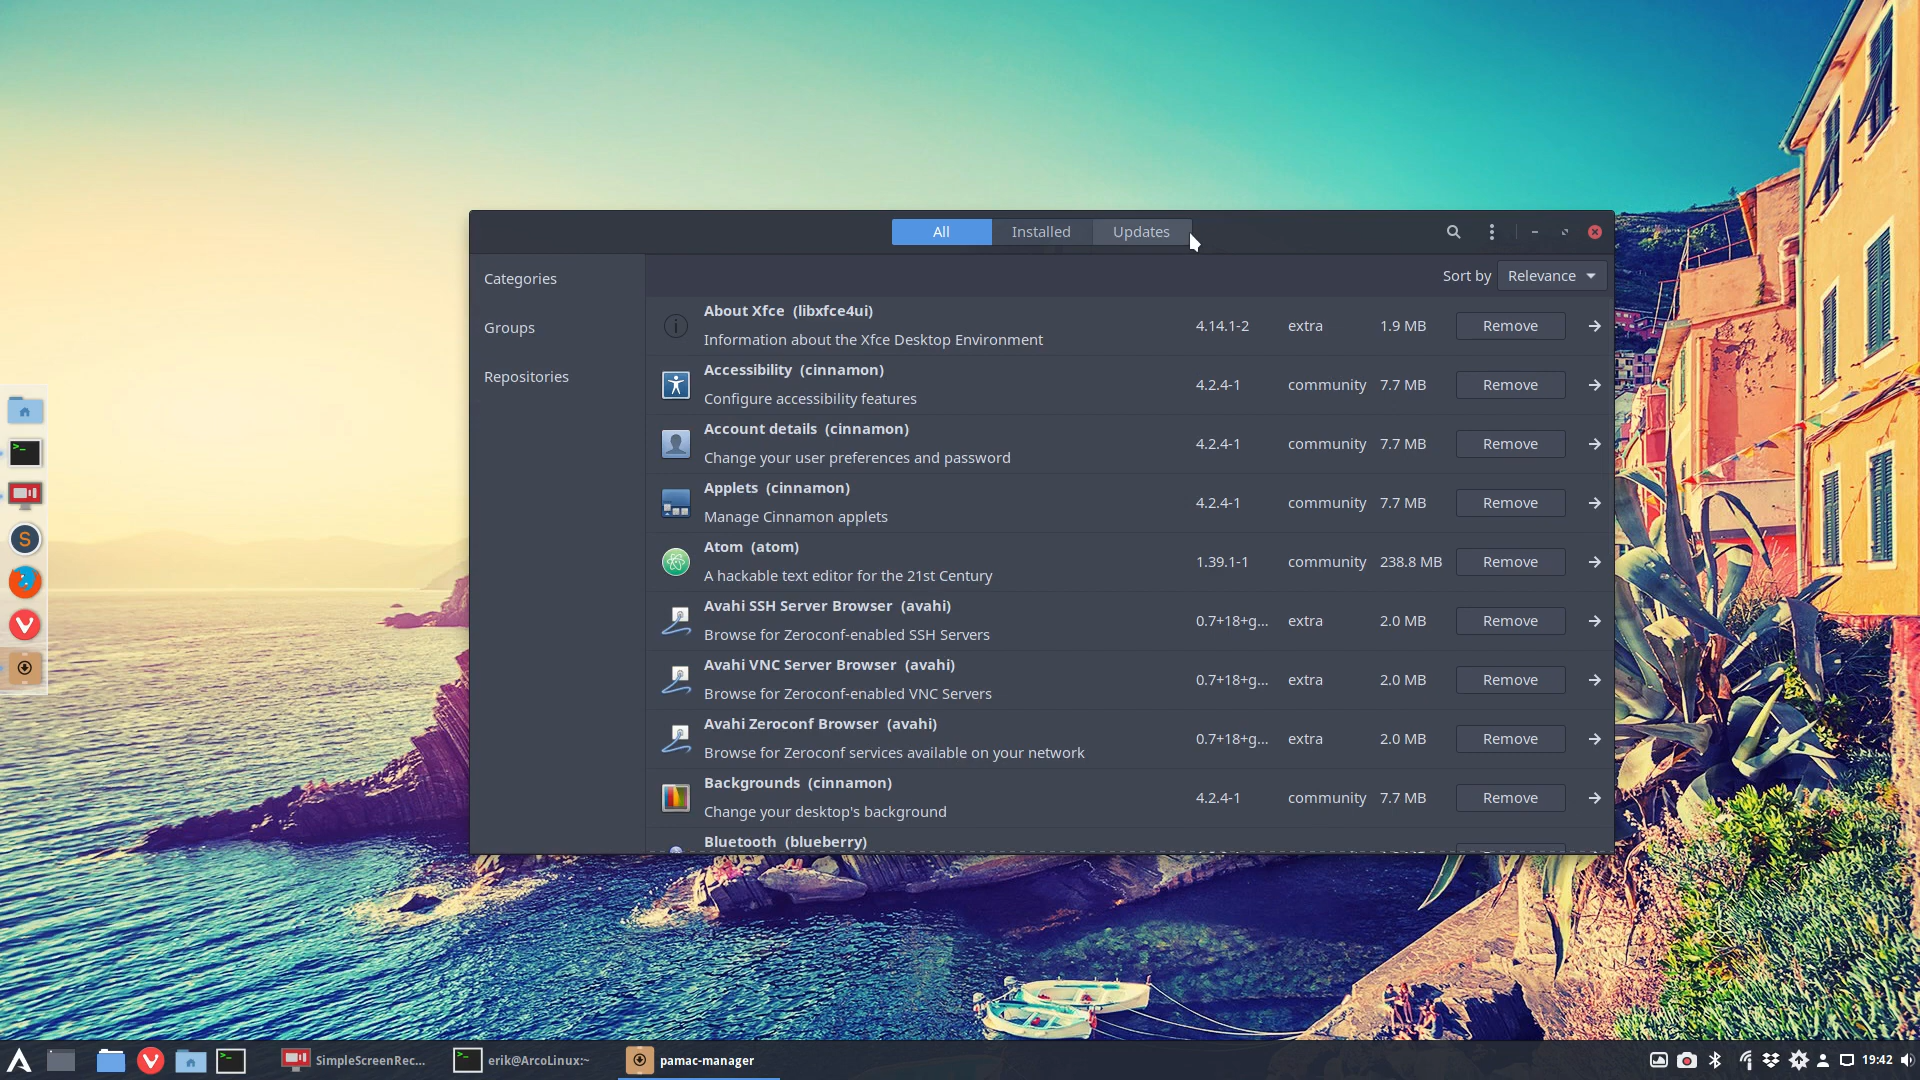 All Installed Updates
Categories
Groups
Repositories
Sort by Relevance
About Xfce (libxfce4ui)
Information about the Xfce Desktop Environment
4.14.1-2 extra 1.9 MB Remove
Accessibility (cinnamon)
Configure accessibility features
4.2.4-1 community 7.7 MB Remove
Account details (cinnamon)
Change your user preferences and password
4.2.4-1 community 7.7 MB Remove
Applets (cinnamon)
Manage Cinnamon applets
4.2.4-1 community 7.7 MB Remove
Atom (atom)
A hackable text editor for the 21st Century
1.39.1-1 community 238.8 MB Remove
Avahi SSH Server Browser (avahi)
Browse for Zeroconf-enabled SSH Servers
0.7+18+g... extra 2.0 MB Remove
Avahi VNC Server Browser (avahi)
Browse for Zeroconf-enabled VNC Servers
0.7+18+g... extra 2.0 MB Remove
Avahi Zeroconf Browser (avahi)
Browse for Zeroconf services available on your network
0.7+18+g... extra 2.0 MB Remove
Backgrounds (cinnamon)
Change your desktop's background
4.2.4-1 community 7.7 MB Remove
Bluetooth (blueberry)
SimpleScreenRec... erik@ArcoLinux:~ pamac-manager 19:42